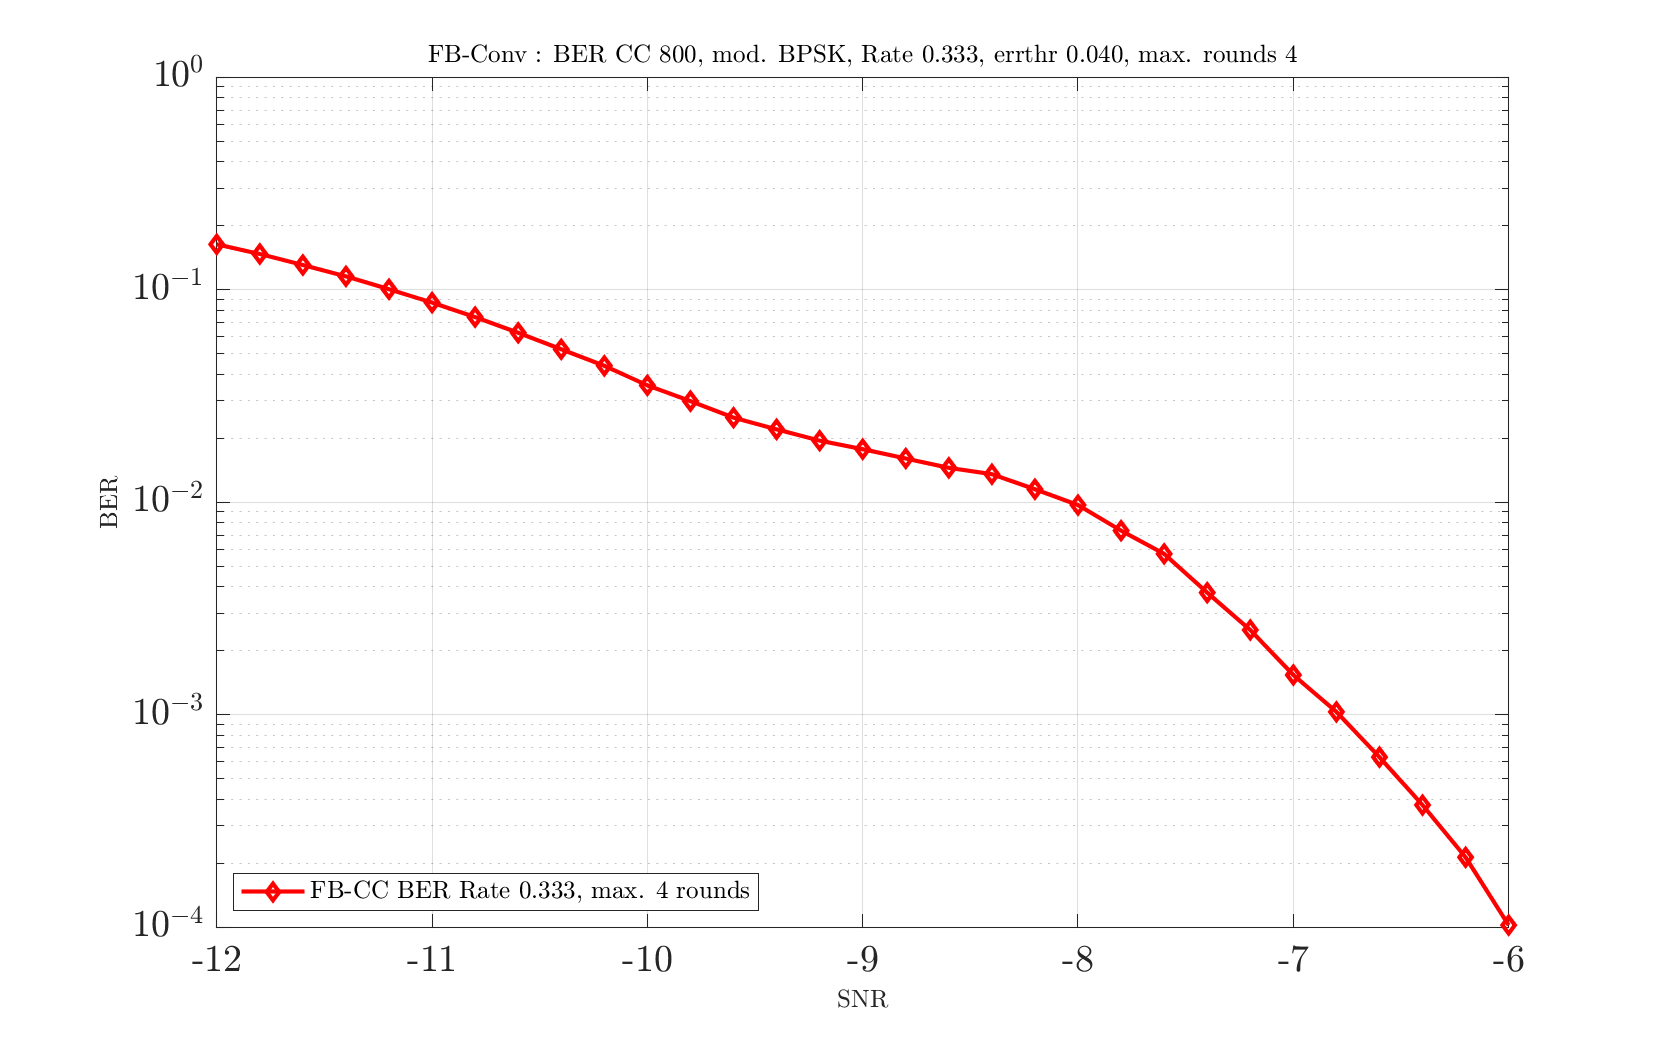 FB-Conv : BER CC 800, mod. BPSK, Rate 0.333, errthr 0.040, max. rounds 4
10^0
10^{-1}
10^{-2}
10^{-3}
10^{-4}
BER
FB-CC BER Rate 0.333, max. 4 rounds
-12 -11 -10 -9 -8 -7 -6
SNR